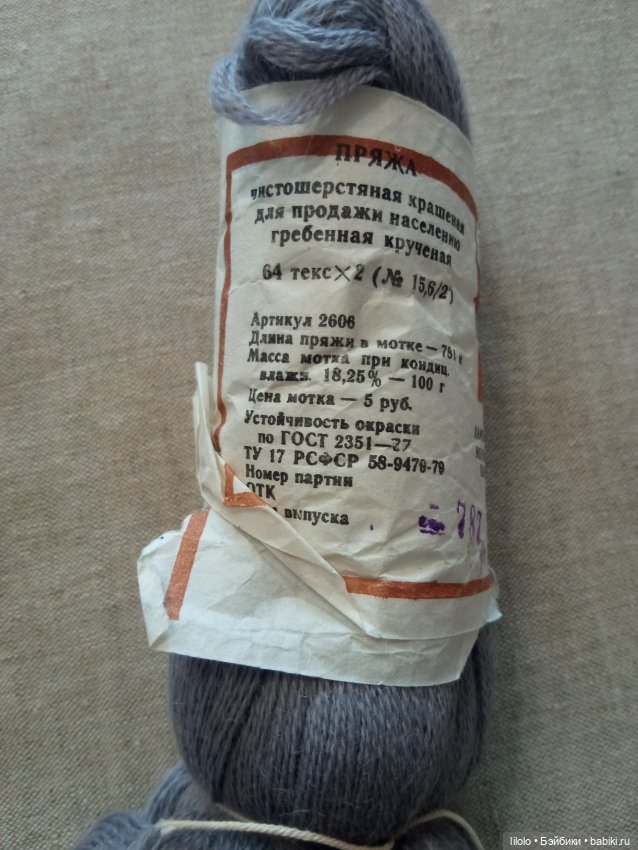 ПРЯЖА
чистошерстяная крашеная
для продажи населению
гребенная крученая
64 текс×2 (№ 15,6/2)
Артикул 2606
Длина пряжи в мотке — 781 м
Масса мотка при кондиц.
влажн. 18,25% — 100 г
Цена мотка — 5 руб.
Устойчивость окраски
по ГОСТ 2351—
ТУ 17 РСФСР 58-9479-79
Номер партии
ОТК
выпуска
lilolo • Бэйбики • babiki.ru